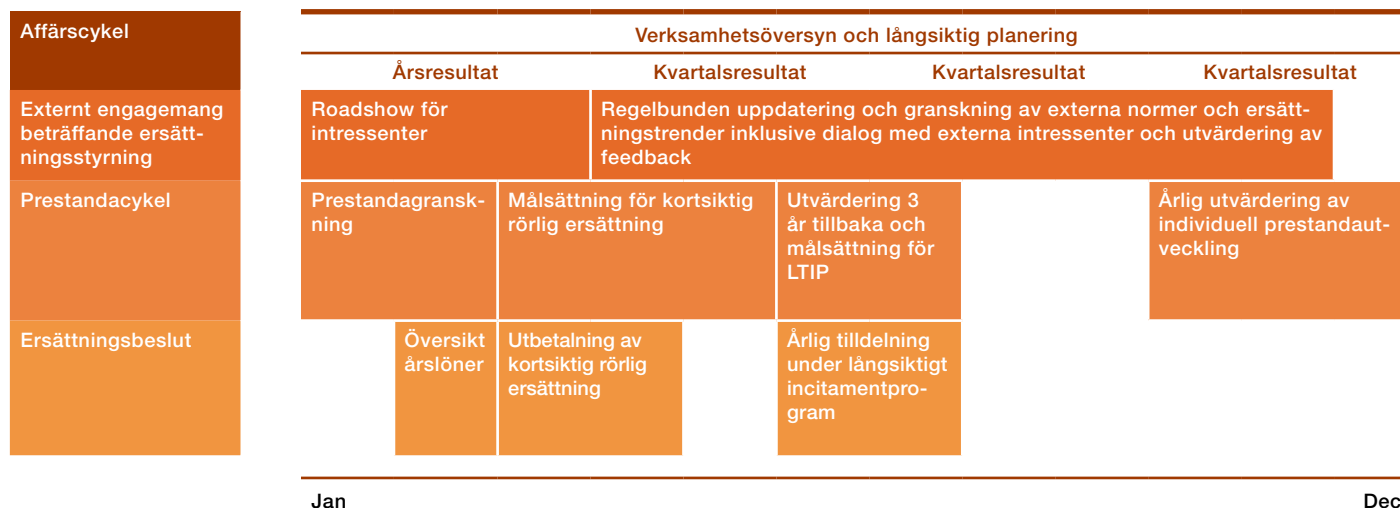 Affärscykel
Verksamhetsöversyn och långsiktig planering
Årsresultat
Kvartalsresultat
Kvartalsresultat
Kvartalsresultat
Externt engagemang
beträffande ersätt-
ningsstyrning
Roadshow för
intressenter
Regelbunden uppdatering och granskning av externa normer och ersätt-
ningstrender inklusive dialog med externa intressenter och utvärdering av
feedback
Prestandacykel
Prestandagransk-
ning
Målsättning för kortsiktig
rörlig ersättning
Utvärdering 3
år tillbaka och
målsättning för
LTIP
Årlig utvärdering av
individuell prestandaut-
veckling
Ersättningsbeslut
Översikt
årslöner
Utbetalning av
kortsiktig rörlig
ersättning
Årlig tilldelning
under långsiktigt
incitamentpro-
gram
Jan
Dec